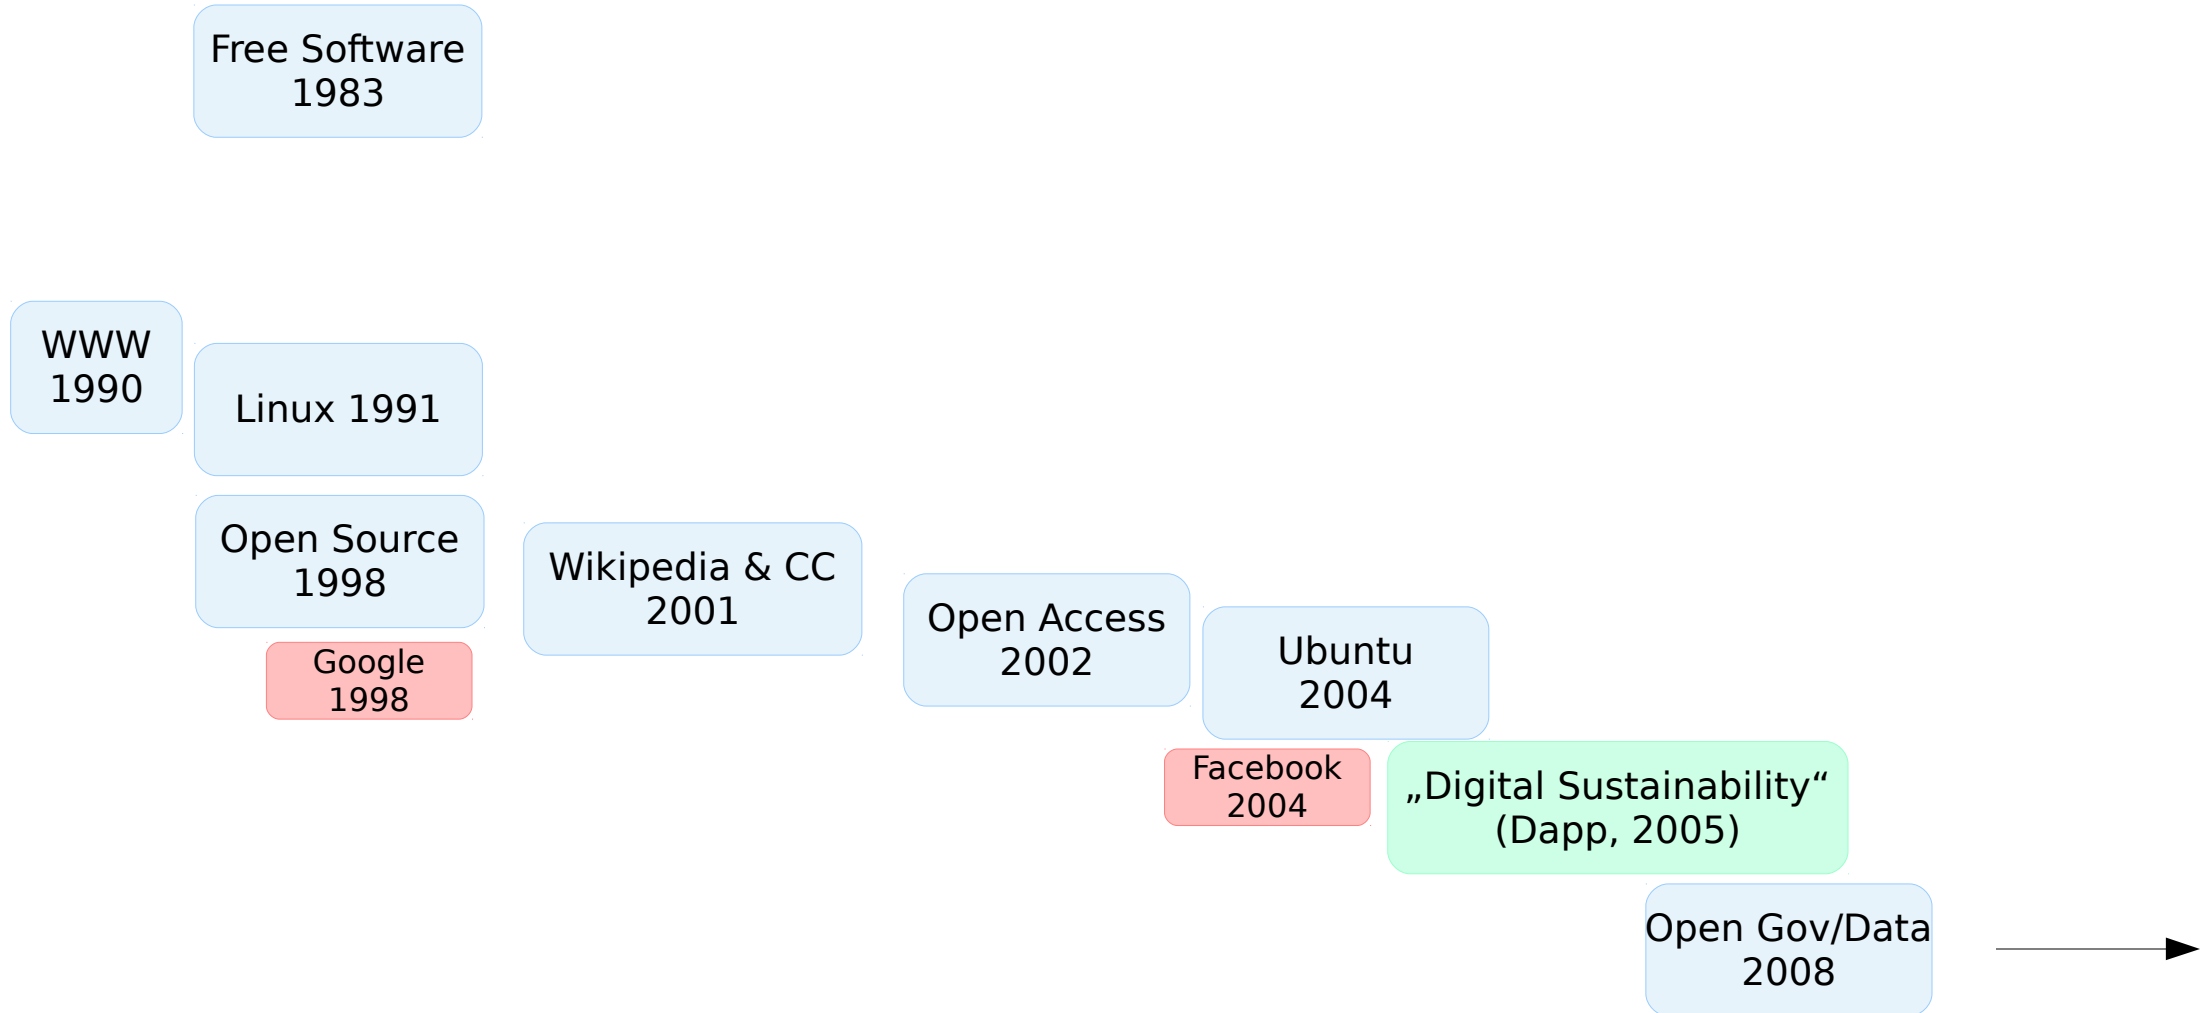 Free Software
1983
WWW
1990
Linux 1991
Open Source
1998
Wikipedia & CC
2001
Open Access
2002
Ubuntu
2004
Google
1998
Facebook
2004
„Digital Sustainability“
(Dapp, 2005)
Open Gov/Data
2008